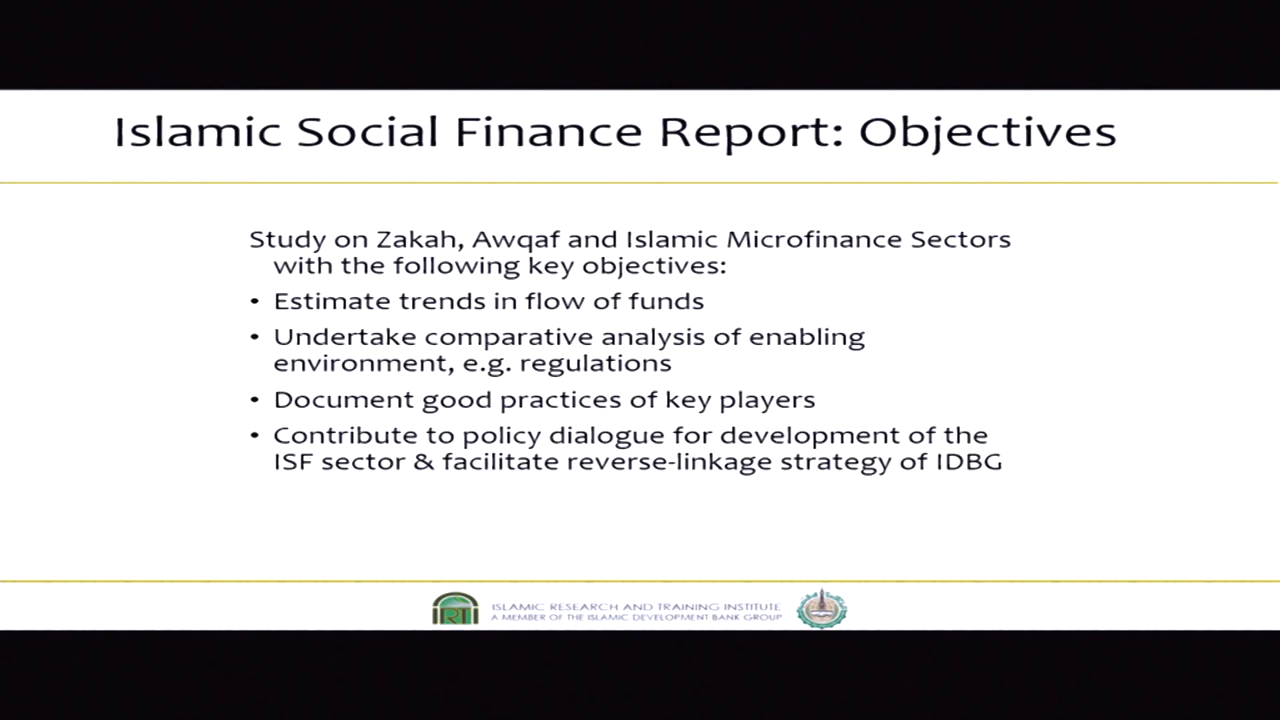 Islamic Social Finance Report: Objectives
Study on Zakah, Awqaf and Islamic Microfinance Sectors
with the following key objectives:
• Estimate trends in flow of funds
• Undertake comparative analysis of enabling
environment, e.g. regulations
• Document good practices of key players
• Contribute to policy dialogue for development of the
ISF sector & facilitate reverse-linkage strategy of IDBG
IRTI
ISLAMIC RESEARCH AND TRAINING INSTITUTE
A MEMBER OF THE ISLAMIC DEVELOPMENT BANK GROUP